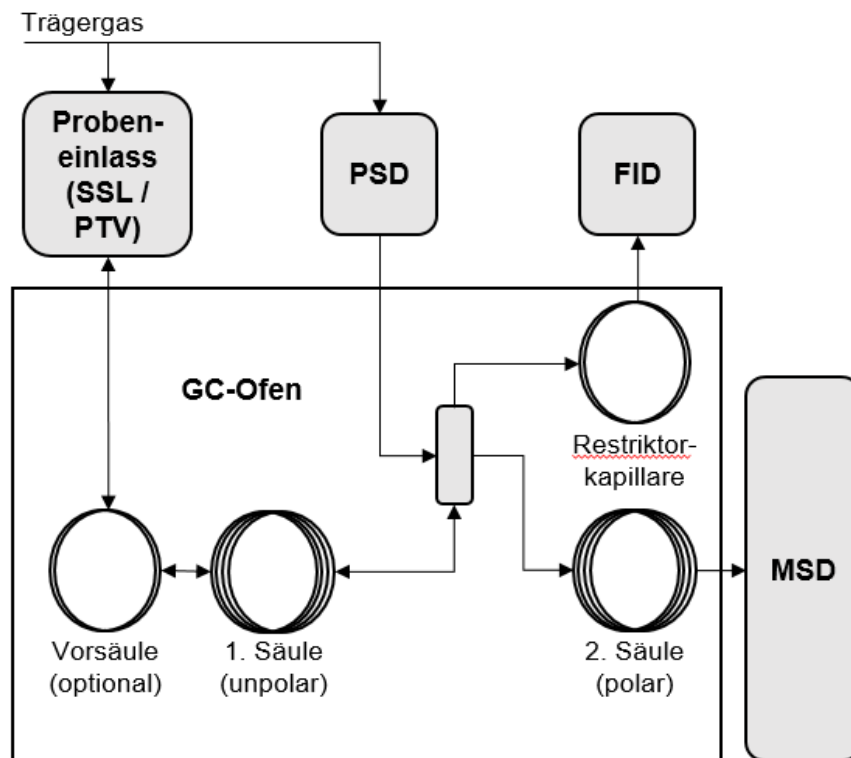 Trägergas
Proben-
einlass
(SSL /
PTV)
PSD
FID
GC-Ofen
Restriktor-
kapillare
MSD
Vorsäule
(optional)
1. Säule
(unpolar)
2. Säule
(polar)